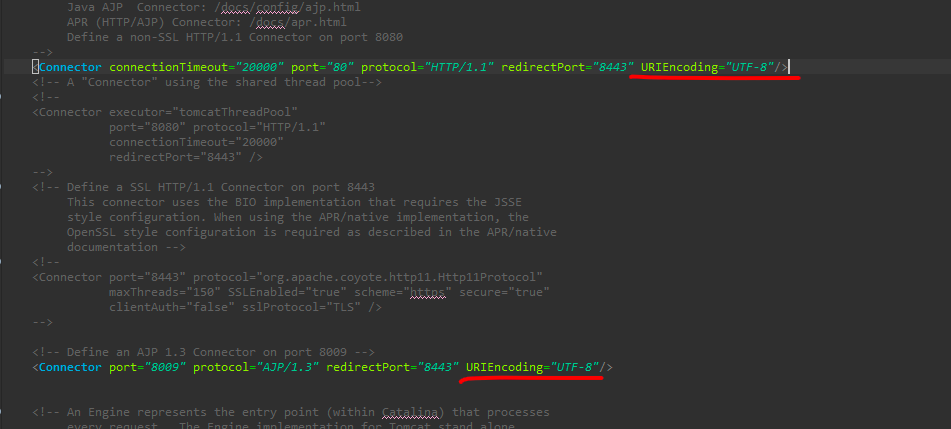 Java AJP  Connector: /docs/config/ajp.html
APR (HTTP/AJP) Connector: /docs/apr.html
Define a non-SSL HTTP/1.1 Connector on port 8080
-->
<Connector connectionTimeout="20000" port="80" protocol="HTTP/1.1" redirectPort="8443" URIEncoding="UTF-8"/>
<!-- A "Connector" using the shared thread pool-->
<!--
<Connector executor="tomcatThreadPool"
port="8080" protocol="HTTP/1.1"
connectionTimeout="20000"
redirectPort="8443" />
-->
<!-- Define a SSL HTTP/1.1 Connector on port 8443
This connector uses the BIO implementation that requires the JSSE
style configuration. When using the APR/native implementation, the
OpenSSL style configuration is required as described in the APR/native
documentation -->
<!--
<Connector port="8443" protocol="org.apache.coyote.http11.Http11Protocol"
maxThreads="150" SSLEnabled="true" scheme="https" secure="true"
clientAuth="false" sslProtocol="TLS" />
-->
<!-- Define an AJP 1.3 Connector on port 8009 -->
<Connector port="8009" protocol="AJP/1.3" redirectPort="8443" URIEncoding="UTF-8"/>
<!-- An Engine represents the entry point (within Catalina) that processes
every request.  The Engine implementation for Tomcat stand alone